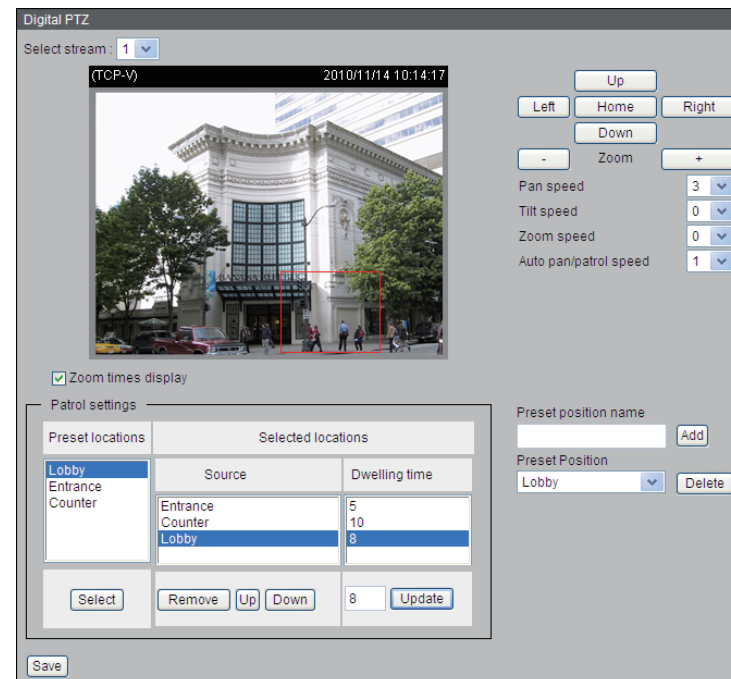 Digital PTZ
Select stream : 1
(TCP-V) 2010/11/14 10:14:17
Up
Left Home Right
Down
- Zoom +
Pan speed 3
Tilt speed 0
Zoom speed 0
Auto pan/patrol speed 1
BANANA REPUBLIC
Zoom times display
Patrol settings
Preset locations
Selected locations
Lobby
Entrance
Counter
Source
Dwelling time
Entrance 5
Counter 10
Lobby 8
Select
Remove Up Down
8 Update
Preset position name
Add
Preset Position
Lobby Delete
Save